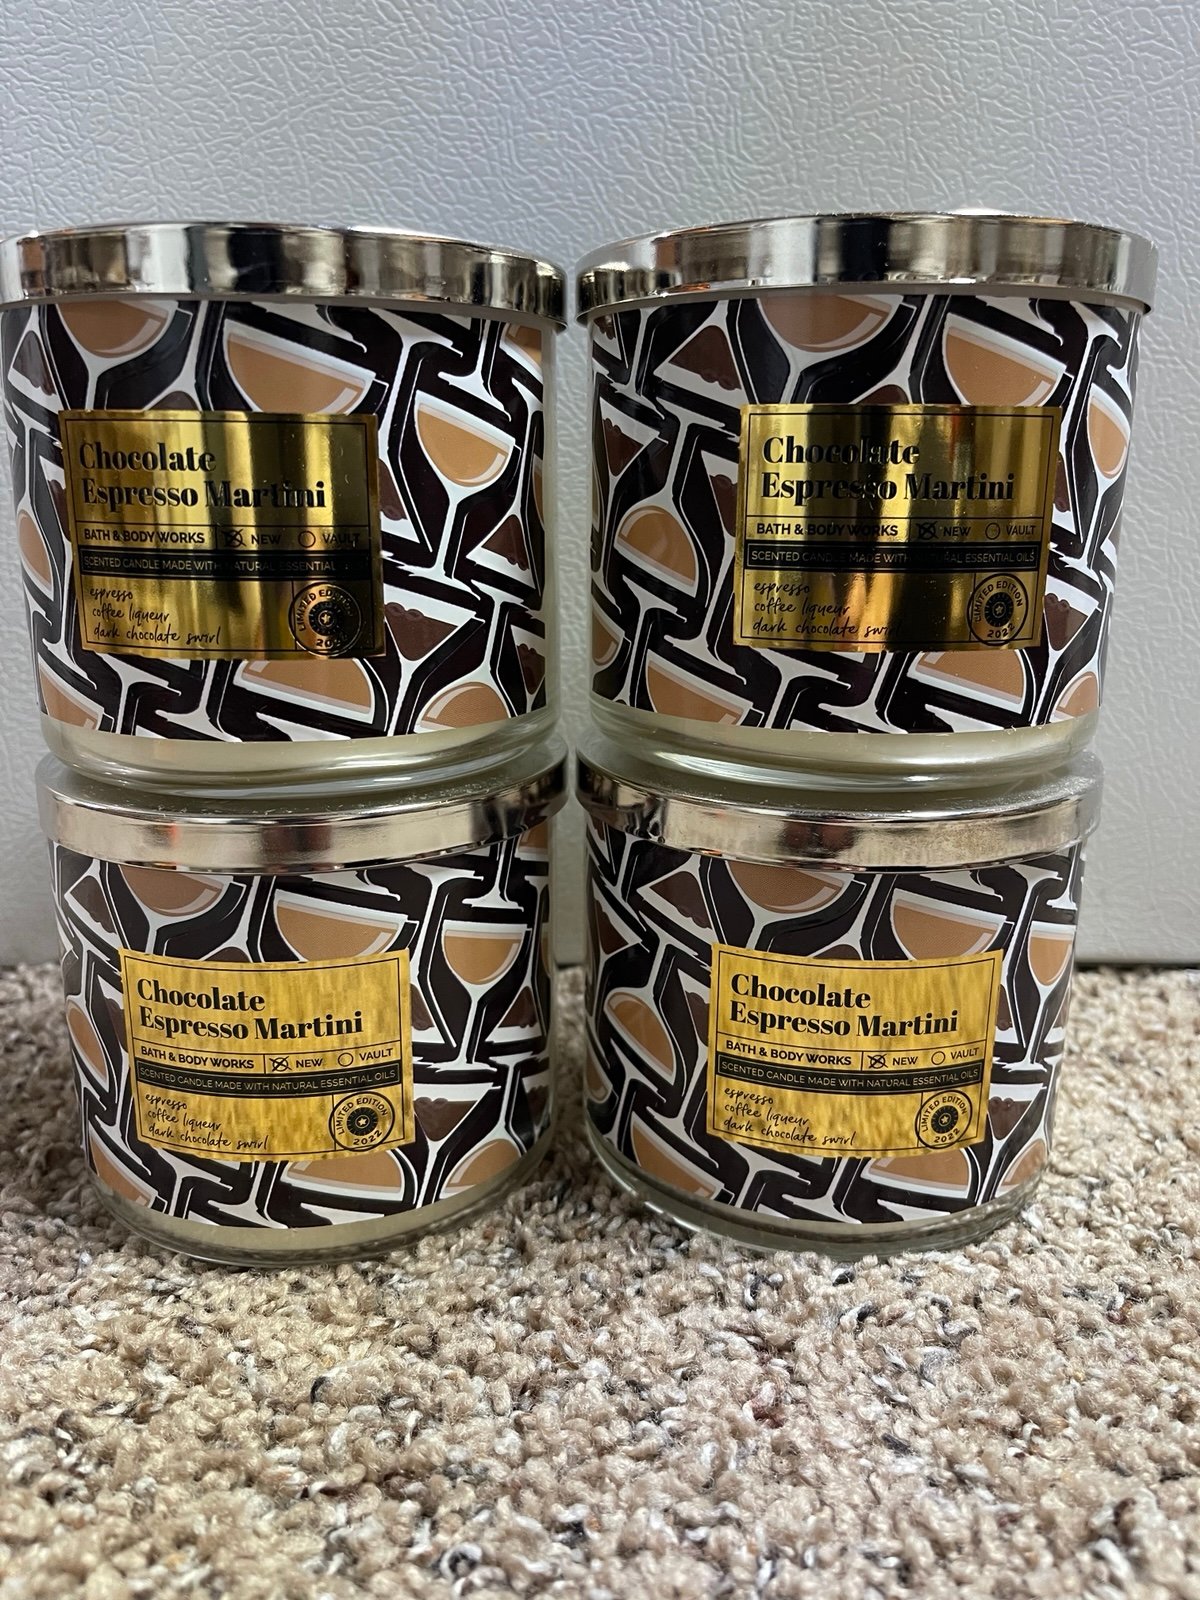 Chocolate
Espresso Martini
BATH & BODY WORKS NEW VAULT
SCENTED CANDLE MADE WITH NATURAL ESSENTIAL OILS
espresso
coffee liqueur
dark chocolate swirl
LIMITED EDITION
2022
Chocolate
Espresso Martini
BATH & BODY WORKS NEW VAULT
SCENTED CANDLE MADE WITH NATURAL ESSENTIAL OILS
espresso
coffee liqueur
dark chocolate swirl
LIMITED EDITION
2022
Chocolate
Espresso Martini
BATH & BODY WORKS NEW VAULT
SCENTED CANDLE MADE WITH NATURAL ESSENTIAL OILS
espresso
coffee liqueur
dark chocolate swirl
LIMITED EDITION
2022
Chocolate
Espresso Martini
BATH & BODY WORKS NEW VAULT
SCENTED CANDLE MADE WITH NATURAL ESSENTIAL OILS
espresso
coffee liqueur
dark chocolate swirl
LIMITED EDITION
2022